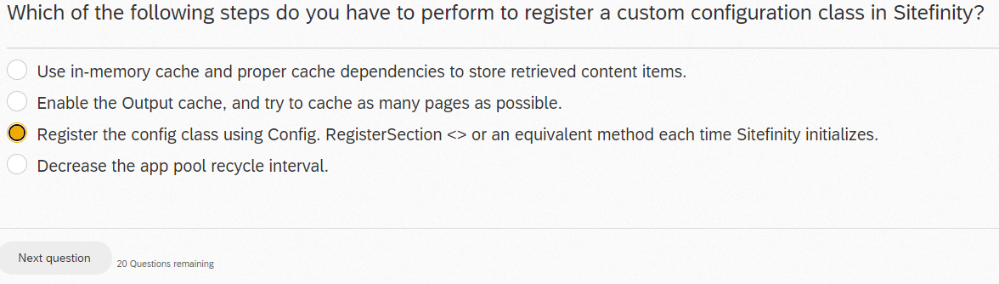 Which of the following steps do you have to perform to register a custom configuration class in Sitefinity?
Use in-memory cache and proper cache dependencies to store retrieved content items.
Enable the Output cache, and try to cache as many pages as possible.
Register the config class using Config. RegisterSection <> or an equivalent method each time Sitefinity initializes.
Decrease the app pool recycle interval.
Next question
20 Questions remaining